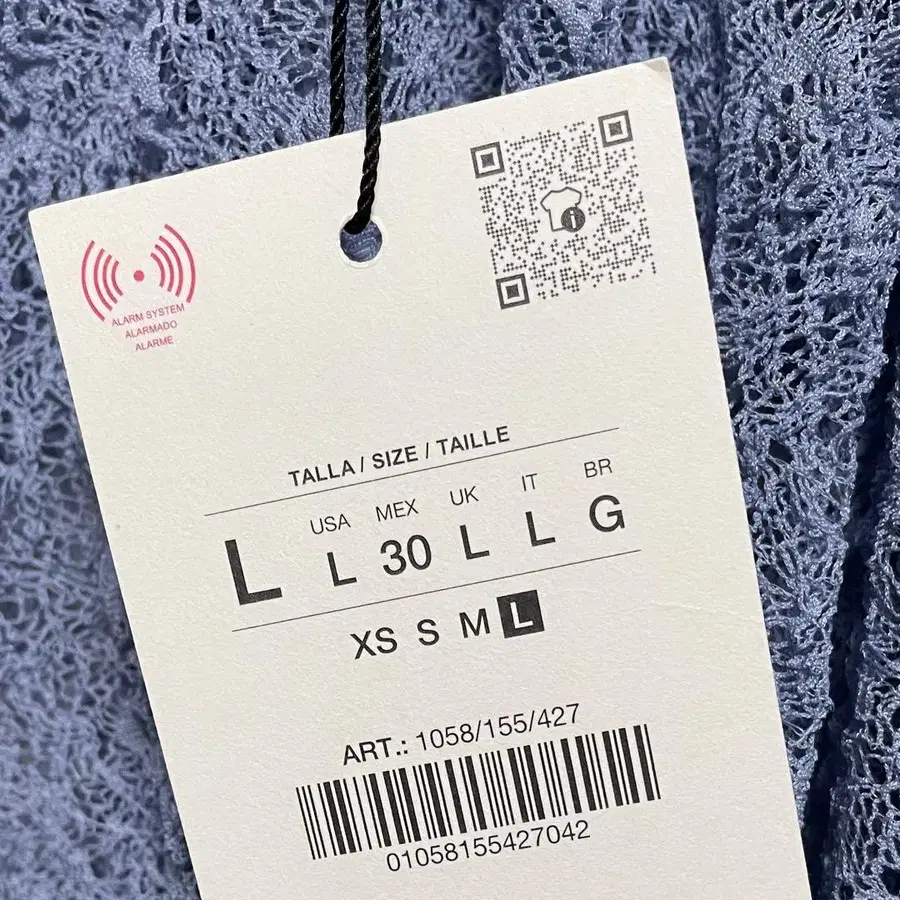 ALARM SYSTEM
ALARMADO
ALARME
i
TALLA / SIZE / TAILLE
USA MEX UK IT BR
L L 30 L L G
XS S M L
ART.: 1058/155/427
01058155427042